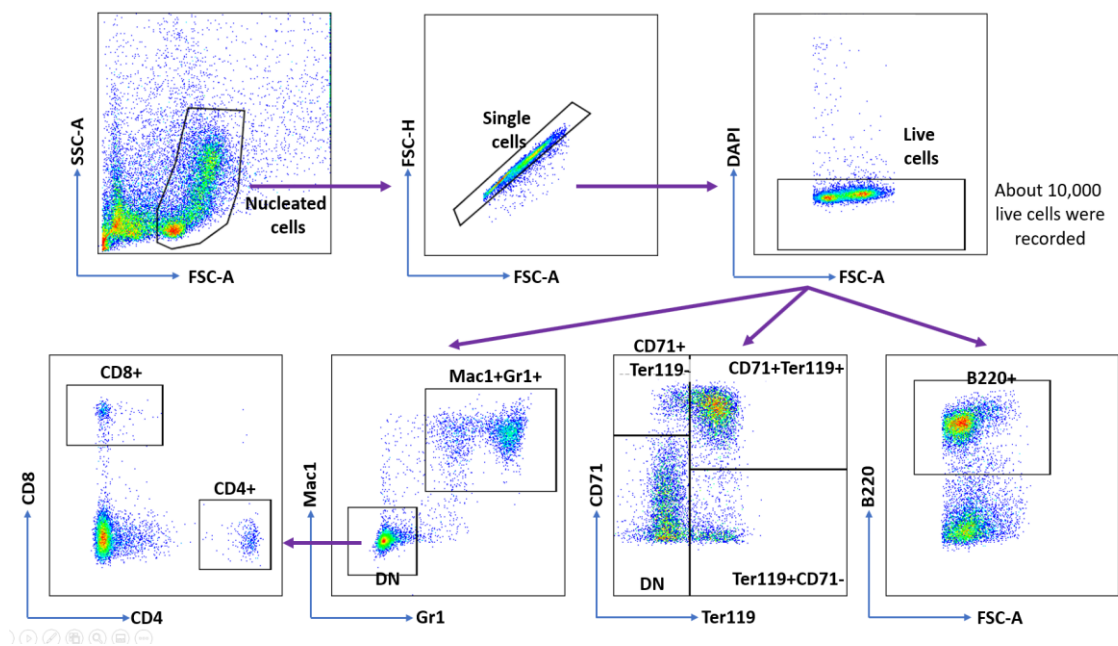 SSC-A
Nucleated
cells
FSC-A
FSC-H
Single
cells
FSC-A
DAPI
Live
cells
FSC-A
About 10,000
live cells were
recorded
CD8
CD8+
CD4+
CD4
Mac1
Mac1+Gr1+
DN
Gr1
CD71
CD71+
Ter119-
CD71+Ter119+
DN
Ter119+CD71-
Ter119
B220
B220+
FSC-A